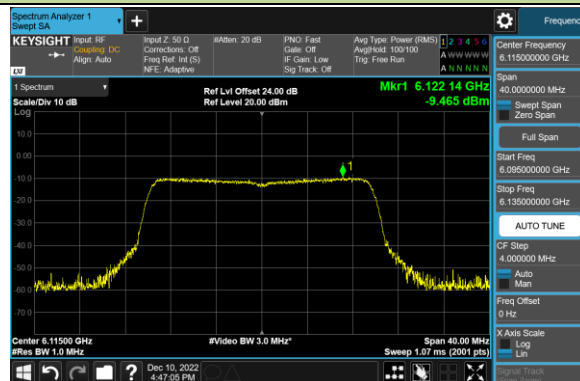 Spectrum Analyzer 1
Swept SA
+
Frequenc
KEYSIGHT
Input: RF
Coupling: DC
Align: Auto
Input Z: 50 Ω
Corrections: Off
Freq Ref: Int (S)
NFE: Adaptive
#Atten: 20 dB
PNO: Fast
Gate: Off
IF Gain: Low
Sig Track: Off
Avg Type: Power (RMS)
Avg|Hold: 100/100
Trig: Free Run
1 2 3 4 5 6
A W W W W W
A N N N N N
LXI
1 Spectrum
Scale/Div 10 dB
Log
Ref Lvl Offset 24.00 dB
Ref Level 20.00 dBm
Mkr1 6.122 14 GHz
-9.465 dBm
10.0
0.00
-10.0
-20.0
-30.0
-40.0
-50.0
-60.0
-70.0
1
Center 6.11500 GHz
#Res BW 1.0 MHz
#Video BW 3.0 MHz*
Span 40.00 MHz
Sweep 1.07 ms (2001 pts)
Center Frequency
6.115000000 GHz
Span
40.0000000 MHz
Swept Span
Zero Span
Full Span
Start Freq
6.095000000 GHz
Stop Freq
6.135000000 GHz
AUTO TUNE
CF Step
4.000000 MHz
Auto
Man
Freq Offset
0 Hz
X Axis Scale
Log
Lin
Signal Track
?
Dec 10, 2022
4:47:05 PM